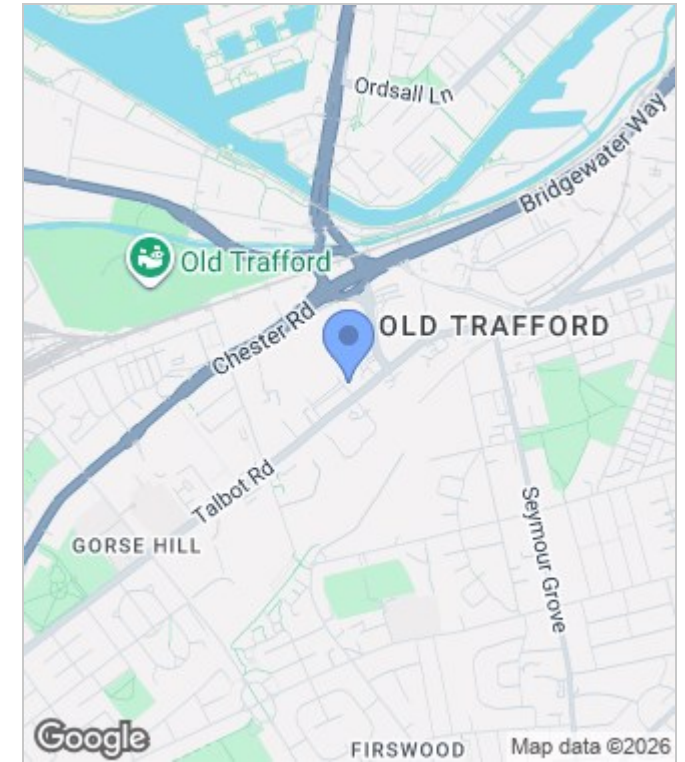 Ordsall Ln
Bridgewater Way
Old Trafford
Chester Rd
OLD TRAFFORD
Talbot Rd
Seymour Grove
GORSE HILL
FIRSWOOD
Google
Map data ©2026